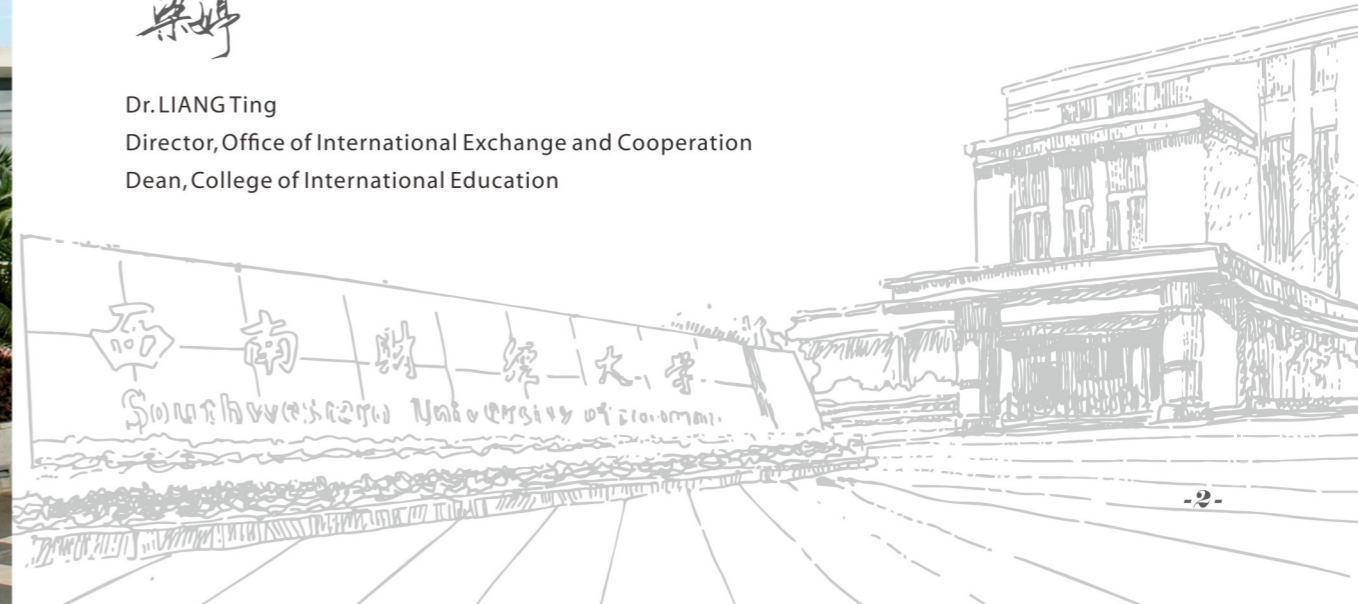 梁婷
Dr. LIANG Ting
Director, Office of International Exchange and Cooperation
Dean, College of International Education
西南财经大学
-2-